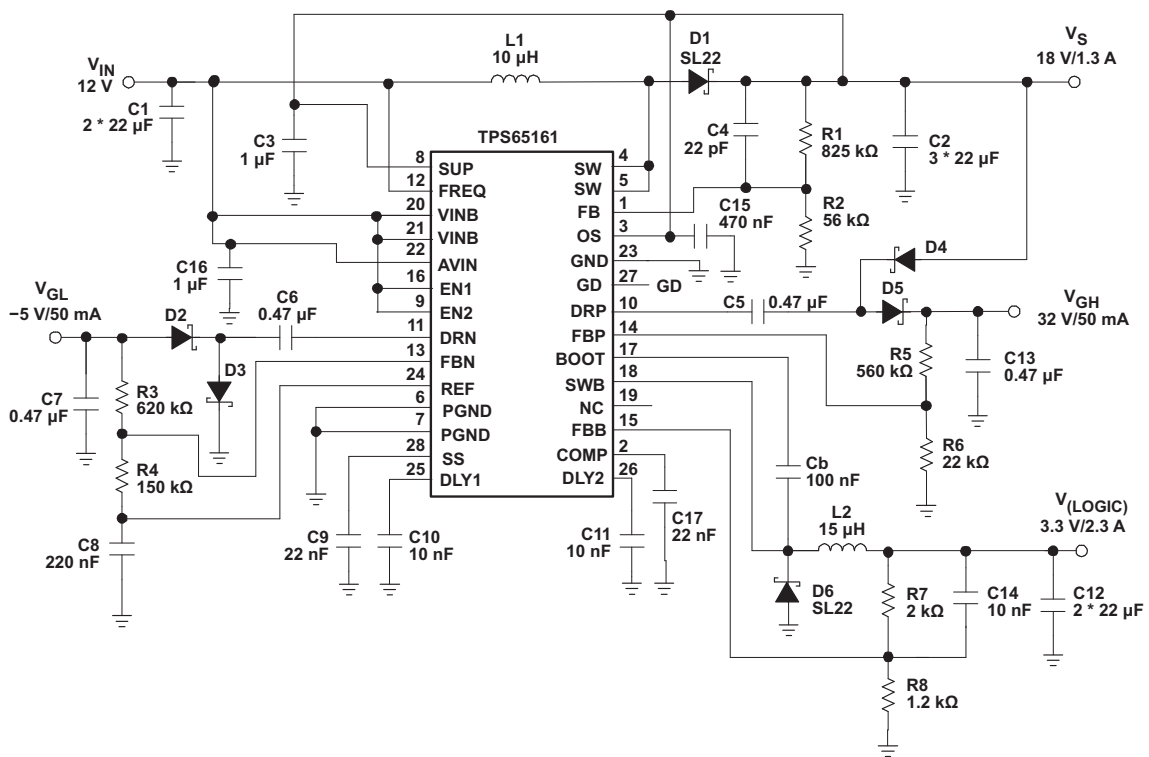 L1
10 µH
D1
SL22
V_S
18 V/1.3 A
V_IN
12 V
C1
2 * 22 µF
C3
1 µF
TPS65161
C4
22 pF
R1
825 kΩ
C2
3 * 22 µF
8 SUP
12 FREQ
20 VINB
21 VINB
22 AVIN
16 EN1
9 EN2
11 DRN
13 FBN
24 REF
6 PGND
7 PGND
28 SS
25 DLY1
SW 4
SW 5
FB 1
OS 3
GND 23
GD 27 GD
DRP 10
FBP 14
BOOT 17
SWB 18
NC 19
FBB 15
COMP 2
DLY2 26
C15
470 nF
R2
56 kΩ
D4
C16
1 µF
V_GL
−5 V/50 mA
D2
C6
0.47 µF
C5 0.47 µF
D5
V_GH
32 V/50 mA
C7
0.47 µF
R3
620 kΩ
D3
R5
560 kΩ
C13
0.47 µF
R4
150 kΩ
R6
22 kΩ
C8
220 nF
C9
22 nF
C10
10 nF
C11
10 nF
C17
22 nF
Cb
100 nF
L2
15 µH
V_(LOGIC)
3.3 V/2.3 A
D6
SL22
R7
2 kΩ
C14
10 nF
C12
2 * 22 µF
R8
1.2 kΩ